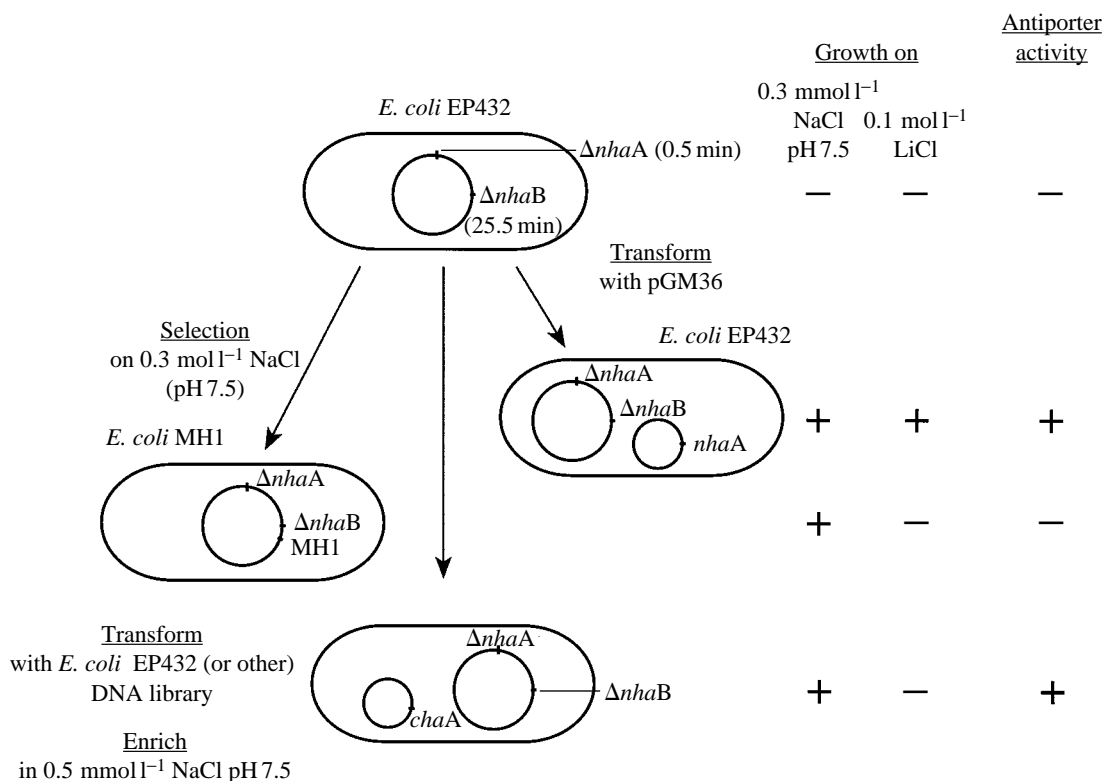 Antiporter
activity
Growth on
0.3 mmol l⁻¹
NaCl
pH 7.5
0.1 mol l⁻¹
LiCl
E. coli EP432
ΔnhaA (0.5 min)
ΔnhaB
(25.5 min)
− − −
Transform
with pGM36
Selection
on 0.3 mol l⁻¹ NaCl
(pH 7.5)
E. coli EP432
ΔnhaA
ΔnhaB
nhaA
+ + +
E. coli MH1
ΔnhaA
ΔnhaB
MH1
+ − −
Transform
with E. coli EP432 (or other)
DNA library
ΔnhaA
ΔnhaB
chaA
+ − +
Enrich
in 0.5 mmol l⁻¹ NaCl pH 7.5